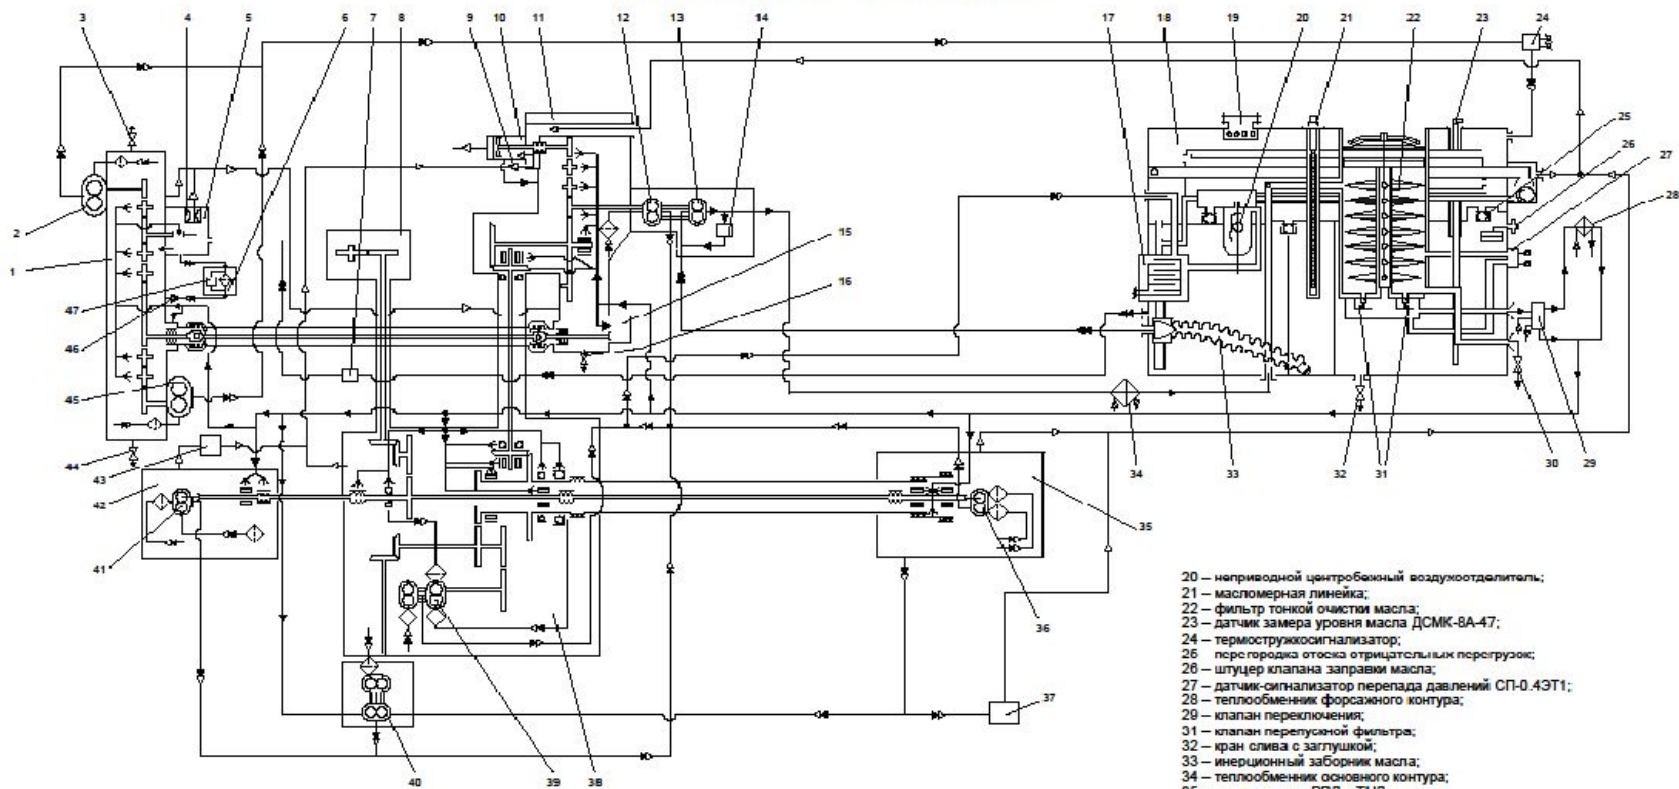 3 4 5 6 7 8 9 10 11 12 13 14 17 18 19 20 21 22 23 24
25
26
27
28
2
1
15
16
47
46
45
44
43
42
41
40 39 38
37
36
35
34 33 32 31 30 29
20 – неприводной центробежный воздухоотделитель;
21 – масломерная линейка;
22 – фильтр тонкой очистки масла;
23 – датчик замера уровня масла ДСМК-8А-47;
24 – термостружкосигнализатор;
25 перегородка отсека отрицательных перегрузок;
26 – штуцер клапана заправки масла;
27 – датчик-сигнализатор перепада давлений СП-0.4ЭТ1;
28 – теплообменник форсажного контура;
29 – клапан переключения;
31 – клапан перепускной фильтра;
32 – кран слива с заглушкой;
33 – инерционный заборник масла;
34 – теплообменник основного контура;